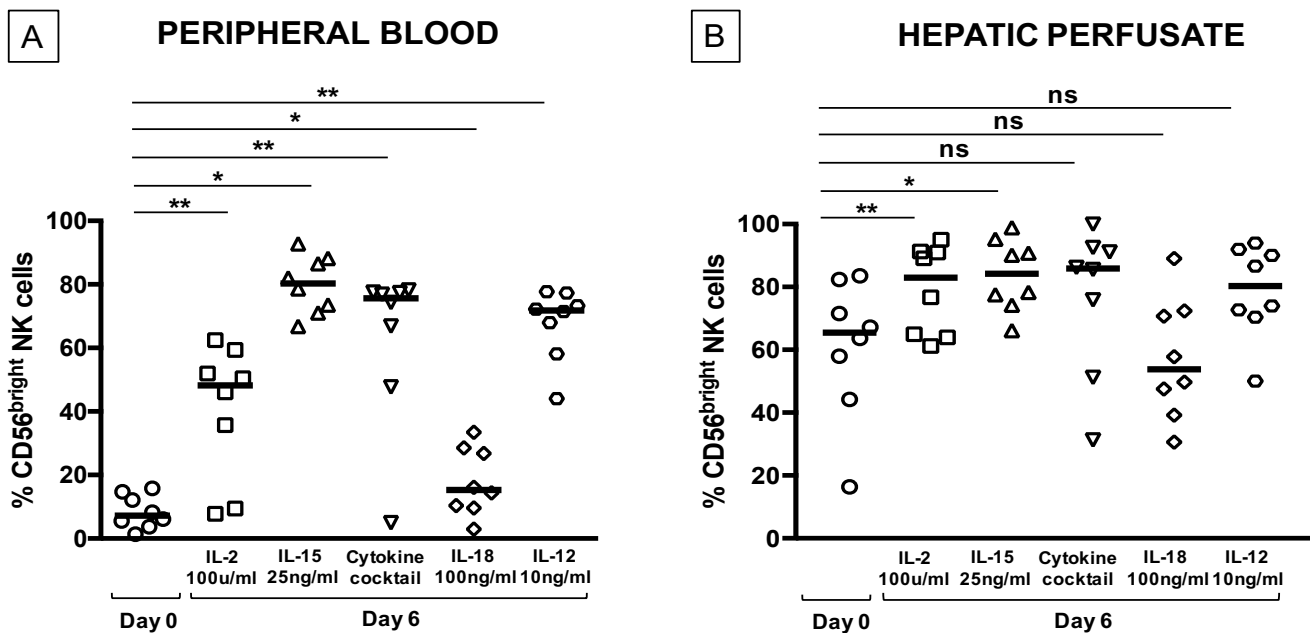 A
PERIPHERAL BLOOD
**
*
**
*
**
% CD56bright NK cells
100
80
60
40
20
0
IL-2
100u/ml
IL-15
25ng/ml
Cytokine
cocktail
IL-18
100ng/ml
IL-12
10ng/ml
Day 0
Day 6
B
HEPATIC PERFUSATE
ns
ns
ns
*
**
% CD56bright NK cells
100
80
60
40
20
0
IL-2
100u/ml
IL-15
25ng/ml
Cytokine
cocktail
IL-18
100ng/ml
IL-12
10ng/ml
Day 0
Day 6